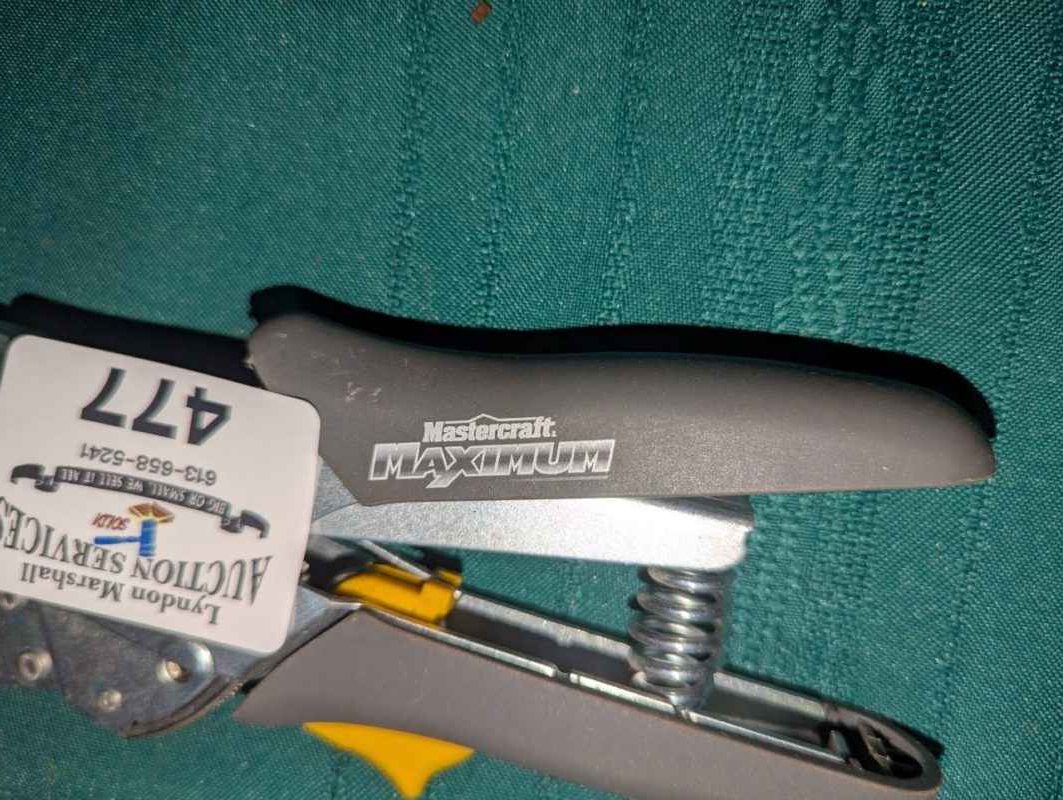 Mastercraft
MAXIMUM
Lyndon Marshall
AUCTION SERVICES
SOLD!
BIG OR SMALL, WE SELL IT ALL
613-658-5241
477